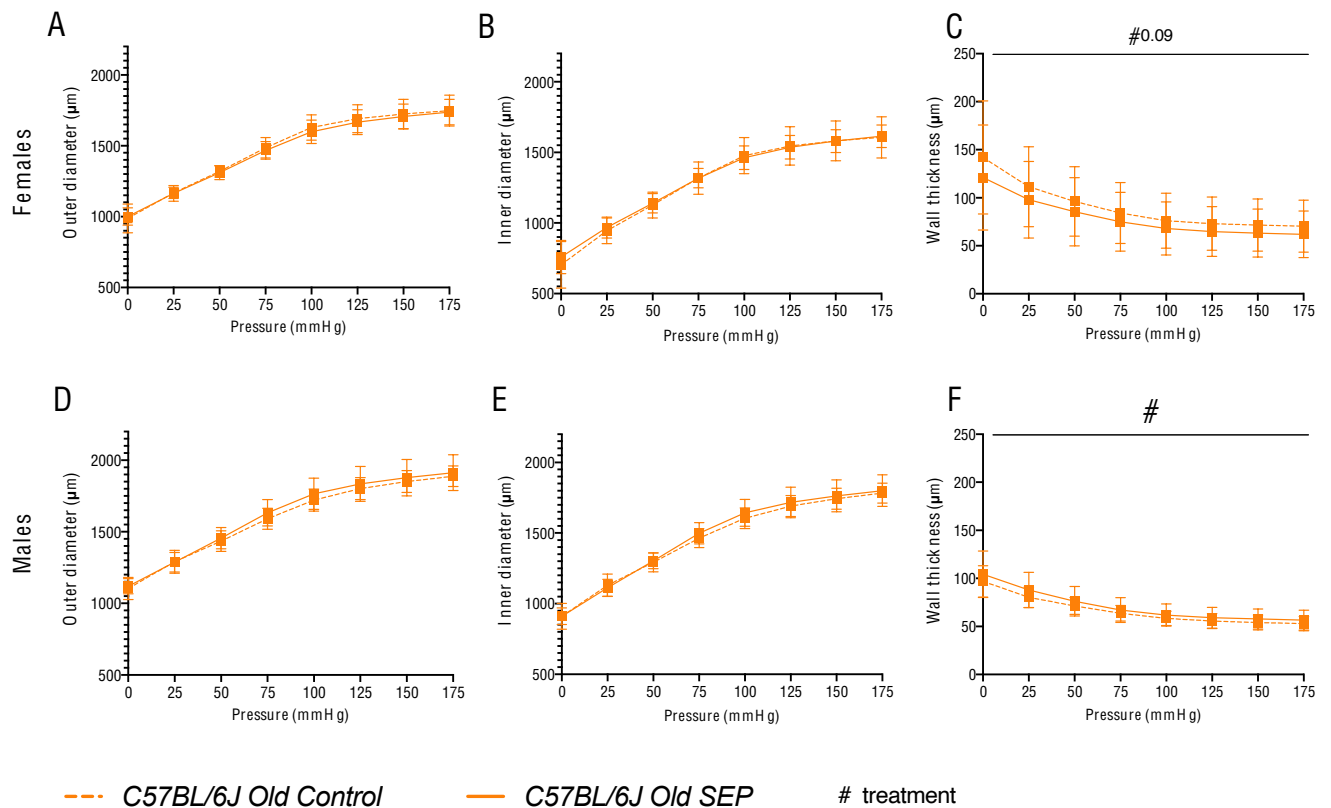 A
Females
Outer diameter (µm)
2000
1500
1000
500
0 25 50 75 100 125 150 175
Pressure (mmHg)
B
Inner diameter (µm)
2000
1500
1000
500
0 25 50 75 100 125 150 175
Pressure (mmHg)
C
#0.09
Wall thickness (µm)
250
200
150
100
50
0
0 25 50 75 100 125 150 175
Pressure (mmHg)
D
Males
Outer diameter (µm)
2000
1500
1000
500
0 25 50 75 100 125 150 175
Pressure (mmHg)
E
Inner diameter (µm)
2000
1500
1000
500
0 25 50 75 100 125 150 175
Pressure (mmHg)
F
#
Wall thickness (µm)
250
200
150
100
50
0
0 25 50 75 100 125 150 175
Pressure (mmHg)
C57BL/6J Old Control C57BL/6J Old SEP # treatment